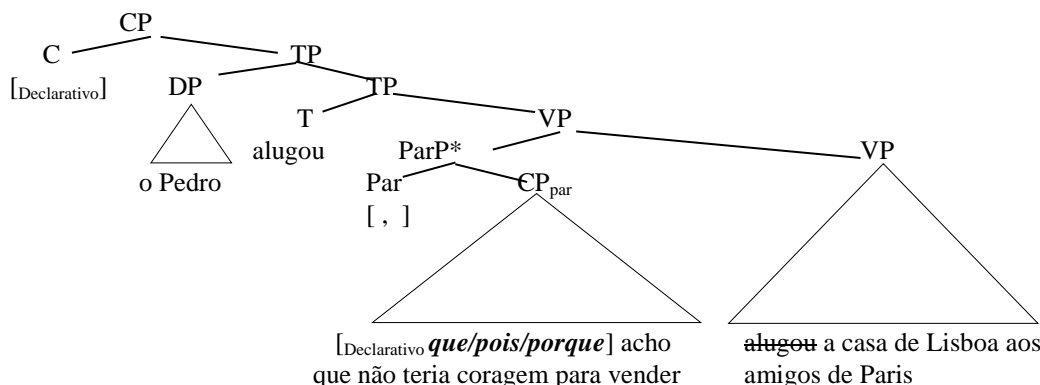 CP
C TP
[Declarativo] DP TP
T VP
alugou ParP* VP
o Pedro Par CPpar
[ , ]
[Declarativo que/pois/porque] acho alugou a casa de Lisboa aos
que não teria coragem para vender amigos de Paris